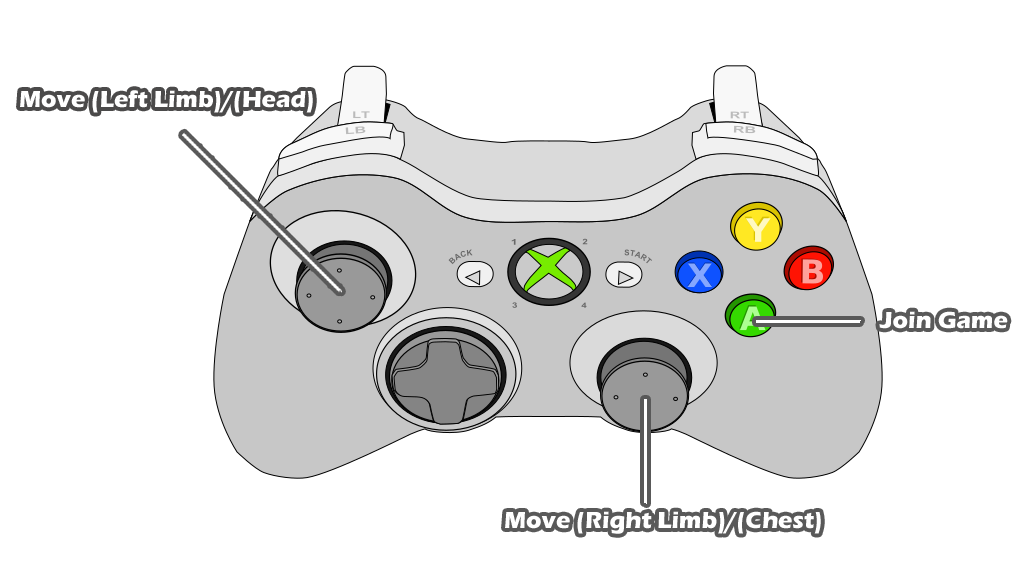 Move (Left Limb)/(Head)
LT
LB
RT
RB
BACK
1
2
3
4
START
Y
X
B
A
Join Game
Move (Right Limb)/(Chest)